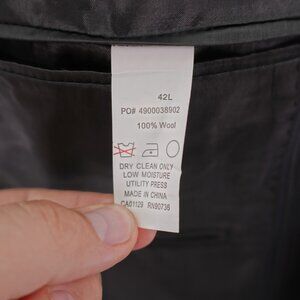 42L
PO# 4900038902
100% Wool
DRY CLEAN ONLY
LOW MOISTURE
UTILITY PRESS
MADE IN CHINA
CA01129 RN90736